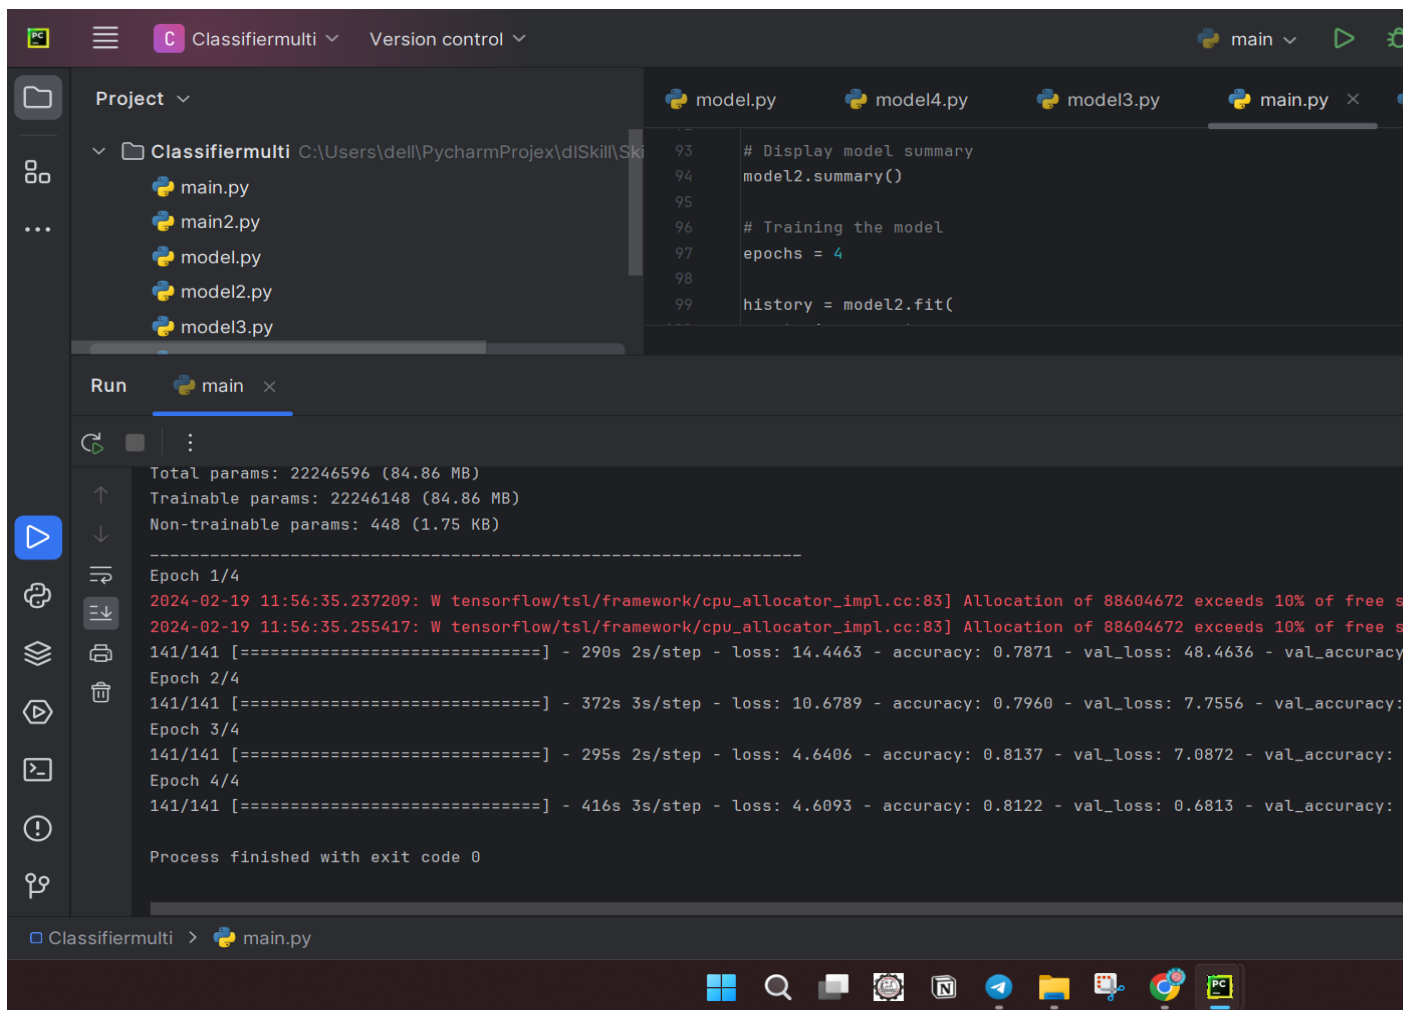 C Classifiermulti Version control main
Project
model.py model4.py model3.py main.py
Classifiermulti C:\Users\dell\PycharmProjex\dlSkill\Ski
main.py
main2.py
model.py
model2.py
model3.py
93 # Display model summary
94 model2.summary()
95
96 # Training the model
97 epochs = 4
98
99 history = model2.fit(
Run main
Total params: 22246596 (84.86 MB)
Trainable params: 22246148 (84.86 MB)
Non-trainable params: 448 (1.75 KB)
_________________________________________________________________
Epoch 1/4
2024-02-19 11:56:35.237209: W tensorflow/tsl/framework/cpu_allocator_impl.cc:83] Allocation of 88604672 exceeds 10% of free s
2024-02-19 11:56:35.255417: W tensorflow/tsl/framework/cpu_allocator_impl.cc:83] Allocation of 88604672 exceeds 10% of free s
141/141 [==============================] - 290s 2s/step - loss: 14.4463 - accuracy: 0.7871 - val_loss: 48.4636 - val_accuracy
Epoch 2/4
141/141 [==============================] - 372s 3s/step - loss: 10.6789 - accuracy: 0.7960 - val_loss: 7.7556 - val_accuracy:
Epoch 3/4
141/141 [==============================] - 295s 2s/step - loss: 4.6406 - accuracy: 0.8137 - val_loss: 7.0872 - val_accuracy:
Epoch 4/4
141/141 [==============================] - 416s 3s/step - loss: 4.6093 - accuracy: 0.8122 - val_loss: 0.6813 - val_accuracy:
Process finished with exit code 0
Classifiermulti > main.py